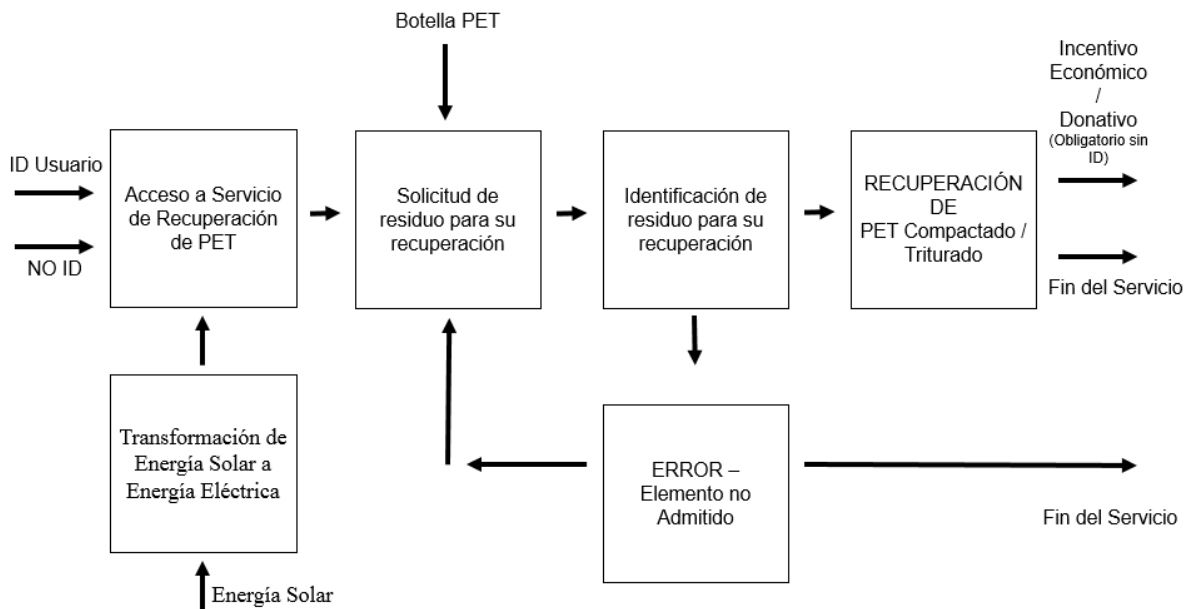 Botella PET
Incentivo
Económico
/
Donativo
(Obligatorio sin
ID)
ID Usuario
NO ID
Acceso a Servicio
de Recuperación
de PET
Solicitud de
residuo para su
recuperación
Identificación de
residuo para su
recuperación
RECUPERACIÓN
DE
PET Compactado /
Triturado
Fin del Servicio
Transformación de
Energía Solar a
Energía Eléctrica
ERROR –
Elemento no
Admitido
Fin del Servicio
Energía Solar